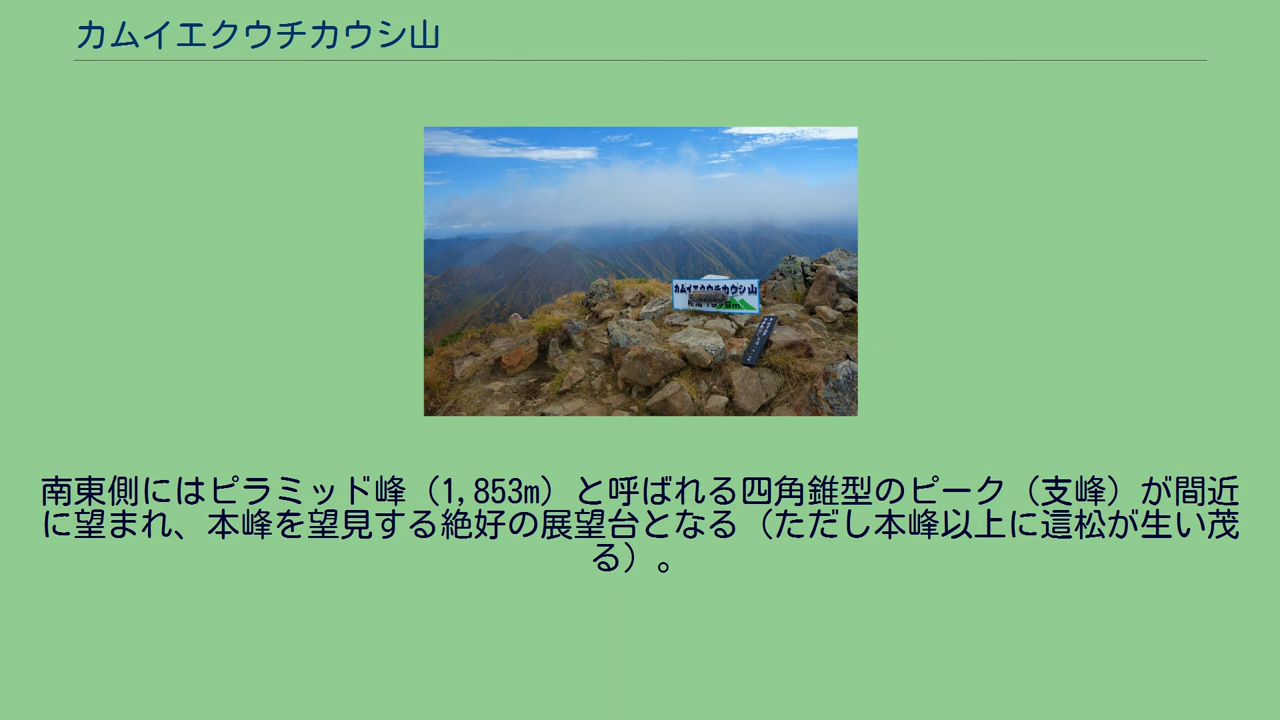 カムイエクウチカウシ山
カムイエクウチカウシ山
南東側にはピラミッド峰（1,853m）と呼ばれる四角錐型のピーク（支峰）が間近
に望まれ、本峰を望見する絶好の展望台となる（ただし本峰以上に這松が生い茂
る）。